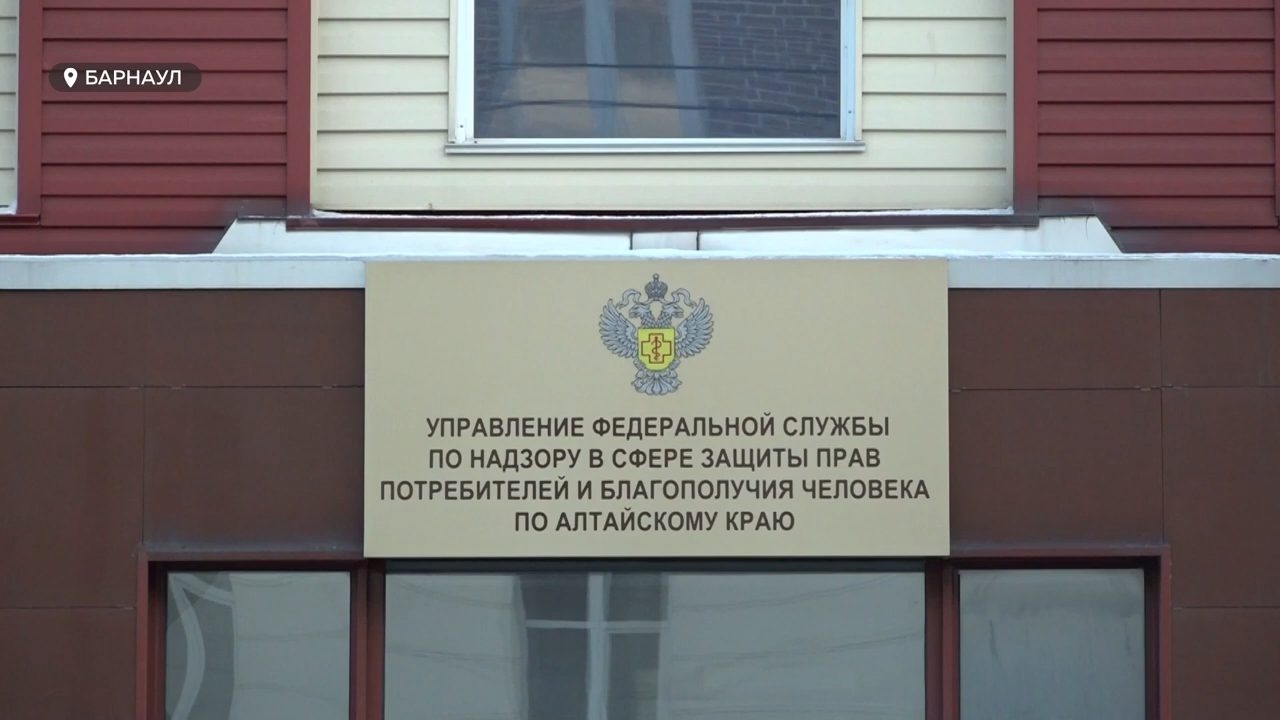 БАРНАУЛ
УПРАВЛЕНИЕ ФЕДЕРАЛЬНОЙ СЛУЖБЫ
ПО НАДЗОРУ В СФЕРЕ ЗАЩИТЫ ПРАВ
ПОТРЕБИТЕЛЕЙ И БЛАГОПОЛУЧИЯ ЧЕЛОВЕКА
ПО АЛТАЙСКОМУ КРАЮ